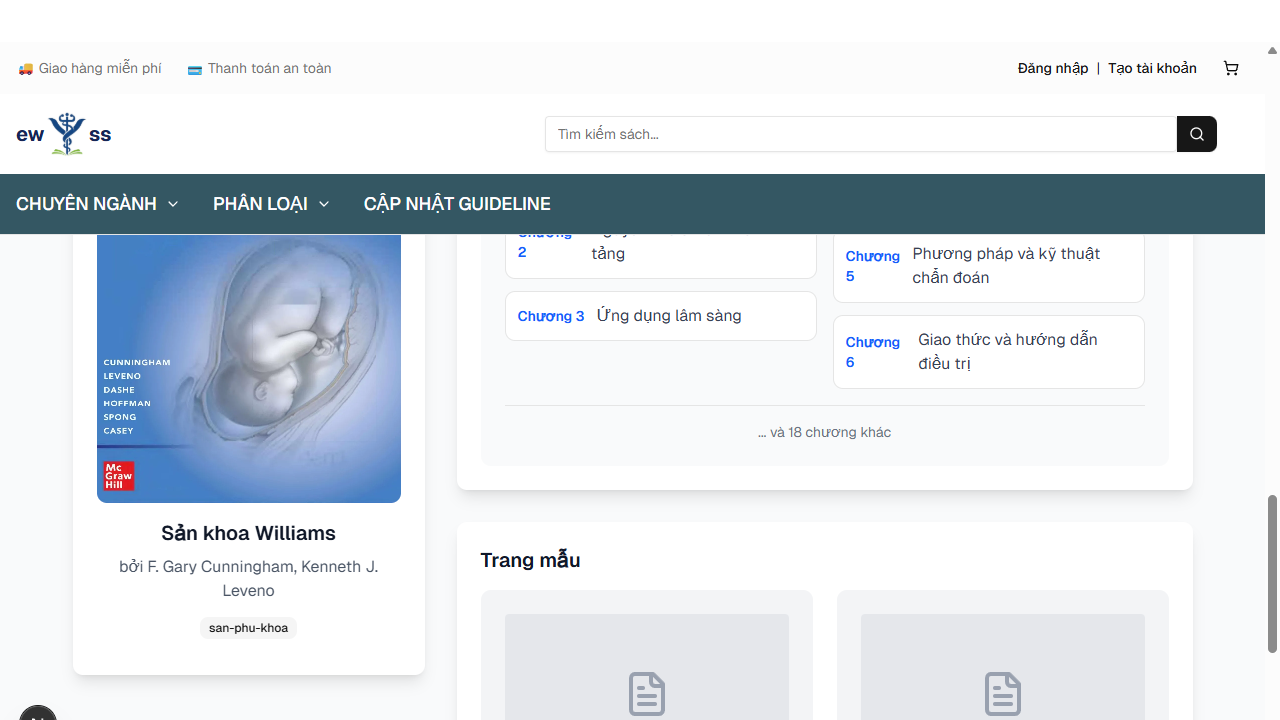 🚚 Giao hàng miễn phí
💳 Thanh toán an toàn
Đăng nhập | Tạo tài khoản
ew ss
Tìm kiếm sách...
CHUYÊN NGÀNH
PHÂN LOẠI
CẬP NHẬT GUIDELINE
CUNNINGHAM
LEVENO
DASHE
HOFFMAN
SPONG
CASEY
Mc
Graw
Hill
Sản khoa Williams
bởi F. Gary Cunningham, Kenneth J.
Leveno
san-phu-khoa
Chương
2
tảng
Chương 3 Ứng dụng lâm sàng
Chương
5
Phương pháp và kỹ thuật
chẩn đoán
Chương
6
Giao thức và hướng dẫn
điều trị
... và 18 chương khác
Trang mẫu